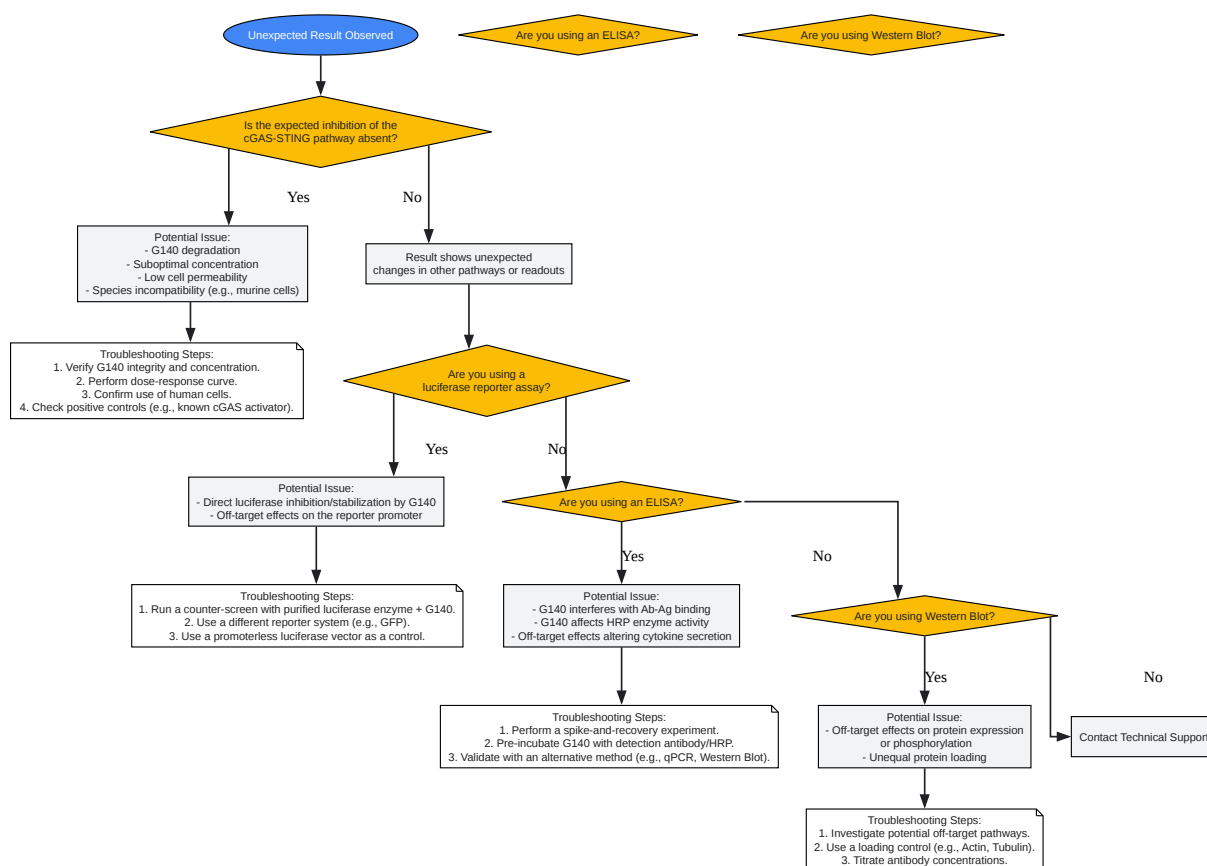 Unexpected Result Observed
Are you using an ELISA?
Are you using Western Blot?
Is the expected inhibition of the
cGAS-STING pathway absent?
Yes
No
Potential Issue:
- G140 degradation
- Suboptimal concentration
- Low cell permeability
- Species incompatibility (e.g., murine cells)
Result shows unexpected
changes in other pathways or readouts
Troubleshooting Steps:
1. Verify G140 integrity and concentration.
2. Perform dose-response curve.
3. Confirm use of human cells.
4. Check positive controls (e.g., known cGAS activator).
Are you using a
luciferase reporter assay?
Yes
No
Potential Issue:
- Direct luciferase inhibition/stabilization by G140
- Off-target effects on the reporter promoter
Are you using an ELISA?
Yes
No
Troubleshooting Steps:
1. Run a counter-screen with purified luciferase enzyme + G140.
2. Use a different reporter system (e.g., GFP).
3. Use a promoterless luciferase vector as a control.
Potential Issue:
- G140 interferes with Ab-Ag binding
- G140 affects HRP enzyme activity
- Off-target effects altering cytokine secretion
Are you using Western Blot?
Yes
No
Troubleshooting Steps:
1. Perform a spike-and-recovery experiment.
2. Pre-incubate G140 with detection antibody/HRP.
3. Validate with an alternative method (e.g., qPCR, Western Blot).
Potential Issue:
- Off-target effects on protein expression
or phosphorylation
- Unequal protein loading
Contact Technical Support
Troubleshooting Steps:
1. Investigate potential off-target pathways.
2. Use a loading control (e.g., Actin, Tubulin).
3. Titrate antibody concentrations.